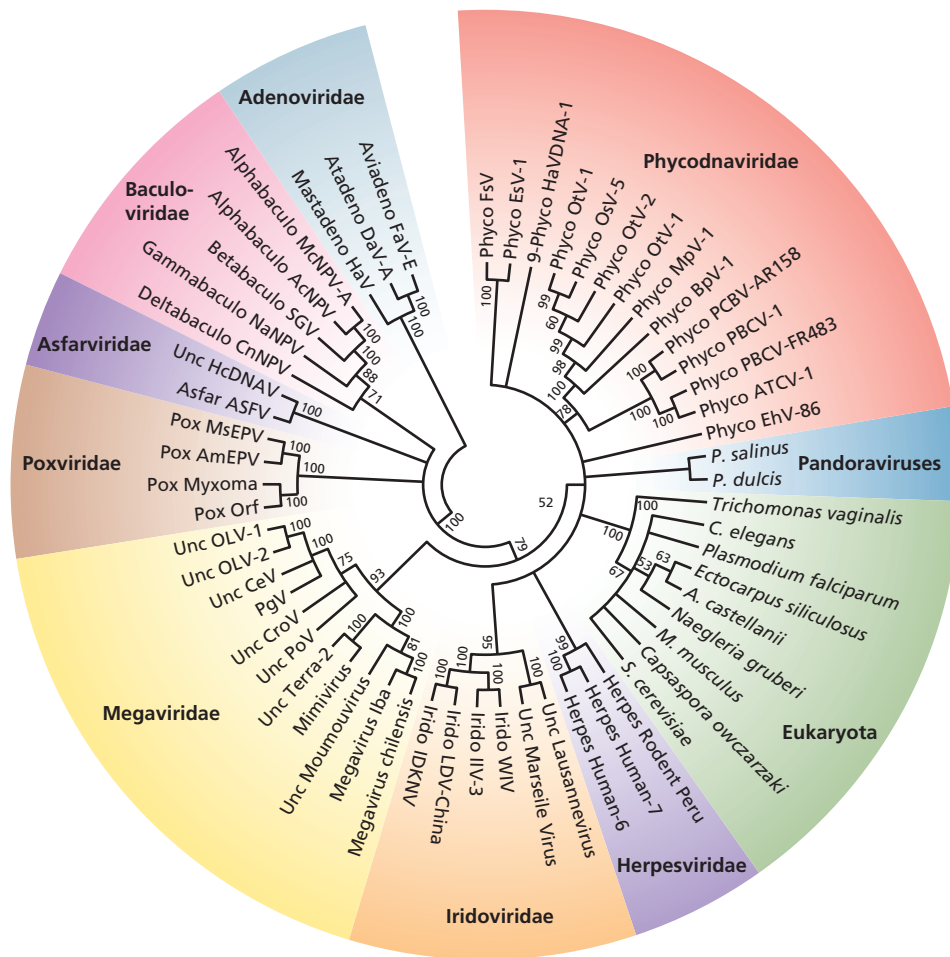 Adenoviridae
Aviadeno FaV-E
Atadeno DaV-A
Mastadeno HaV
100
100
Baculo-
viridae
Alphabaculo McNPV-A
Alphabaculo AcNPV
Betabaculo SGV
Gammabaculo NaNPV
Deltabaculo CnNPV
100
100
88
71
Asfarviridae
Unc HcDNAV
Asfar ASFV
100
Poxviridae
Pox MsEPV
Pox AmEPV
Pox Myxoma
Pox Orf
100
100
100
Megaviridae
Unc OLV-1
Unc OLV-2
Unc CeV
PgV
Unc CroV
Unc PoV
Unc Terra-2
Mimivirus
Unc Moumouvirus
Megavirus Iba
Megavirus chilensis
100
100
75
93
100
100
81
100
Iridoviridae
Irido IDKNV
Irido LDV-China
Irido IIV-3
Irido WIV
Unc Marseile Virus
Unc Lausannevirus
100
100
100
95
100
Herpesviridae
Herpes Human-6
Herpes Human-7
Herpes Rodent Peru
99
100
Eukaryota
Trichomonas vaginalis
C. elegans
Plasmodium falciparum
Ectocarpus siliculosus
A. castellanii
Naegleria gruberi
M. musculus
Capsaspora owczarzaki
S. cerevisiae
100
100
67
53
63
Pandoraviruses
P. salinus
P. dulcis
Phycodnaviridae
Phyco FsV
Phyco EsV-1
9-Phyco HaVDNA-1
Phyco OtV-1
Phyco OsV-5
Phyco OtV-2
Phyco OtV-1
Phyco MpV-1
Phyco BpV-1
Phyco PCBV-AR158
Phyco PBCV-1
Phyco PBCV-FR483
Phyco ATCV-1
Phyco EhV-86
100
99
60
99
98
100
78
100
100
100
52
79
100